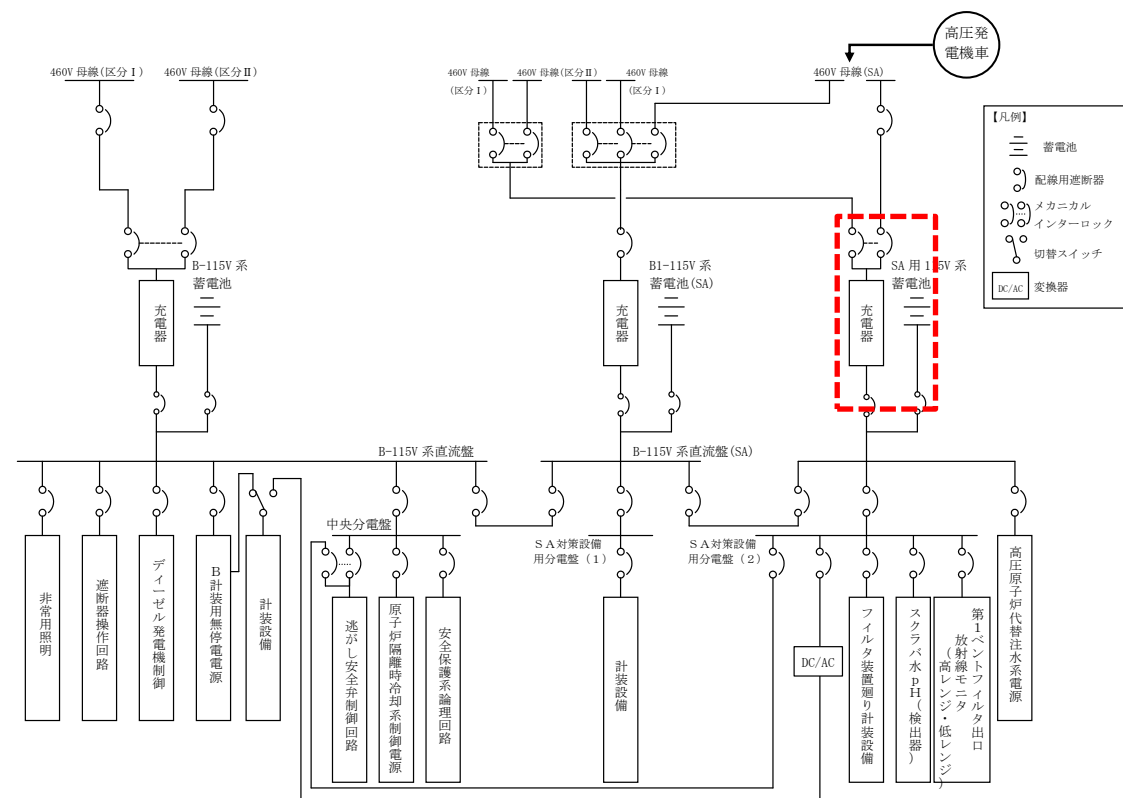 高圧発
電機車
460V 母線(区分Ⅰ)
460V 母線(区分Ⅱ)
460V 母線
(区分Ⅰ)
460V 母線(区分Ⅱ)
460V 母線
(区分Ⅰ)
460V 母線(SA)
【凡例】
蓄電池
配線用遮断器
メカニカル
インターロック
切替スイッチ
DC/AC
変換器
B-115V 系
蓄電池
充電器
B1-115V 系
蓄電池(SA)
充電器
SA 用 115V 系
蓄電池
充電器
B-115V 系直流盤
B-115V 系直流盤(SA)
中央分電盤
SA対策設備
用分電盤(1)
SA対策設備
用分電盤(2)
非常用照明
遮断器操作回路
ディーゼル発電機制御
B計装用無停電電源
計装設備
逃がし安全弁制御回路
原子炉隔離時冷却系制御電源
安全保護系論理回路
計装設備
DC/AC
フィルタ装置廻り計装設備
スクラバ水pH(検出器)
第1ベントフィルタ出口
放射線モニタ
(高レンジ・低レンジ)
高圧原子炉代替注水系電源